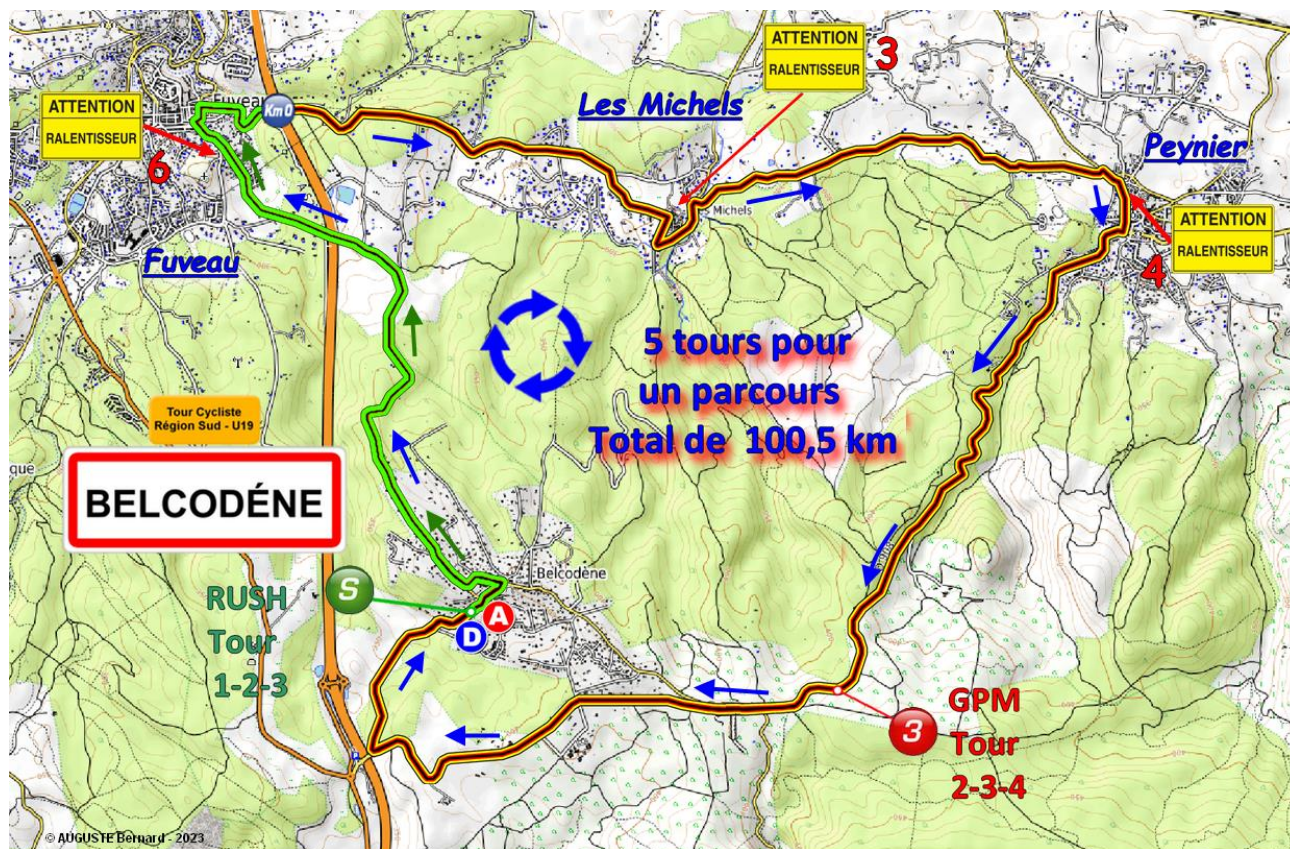 ATTENTION
RALENTISSEUR
3
Les Michels
Fuveau
Km 0
ATTENTION
RALENTISSEUR
6
Peynier
Michels
ATTENTION
RALENTISSEUR
4
Fuveau
5 tours pour
un parcours
Total de 100,5 km
Tour Cycliste
Région Sud - U19
que
BELCODÉNE
Belcodène
S
RUSH
Tour
1-2-3
A
D
GPM
Tour
2-3-4
3
© AUGUSTE Bernard - 2023